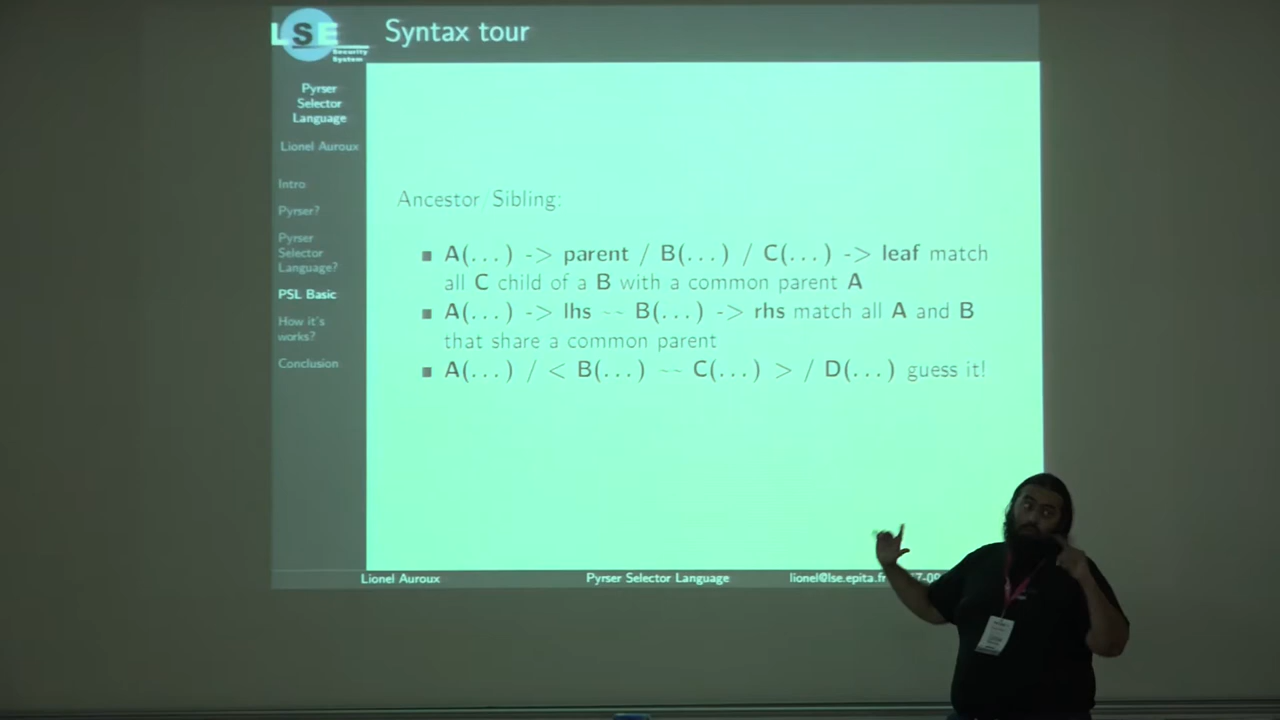 LSE
Security
System
Syntax tour
Pyrser
Selector
Language
Lionel Auroux
Intro
Pyrser?
Pyrser
Selector
Language?
PSL Basic
How it's
works?
Conclusion
Ancestor/Sibling:
A(...) -> parent / B(...) / C(...) -> leaf match
all C child of a B with a common parent A
A(...) -> lhs ~~ B(...) -> rhs match all A and B
that share a common parent
A(...) / < B(...) ~~ C(...) > / D(...) guess it!
Lionel Auroux
Pyrser Selector Language
lionel@lse.epita.fr